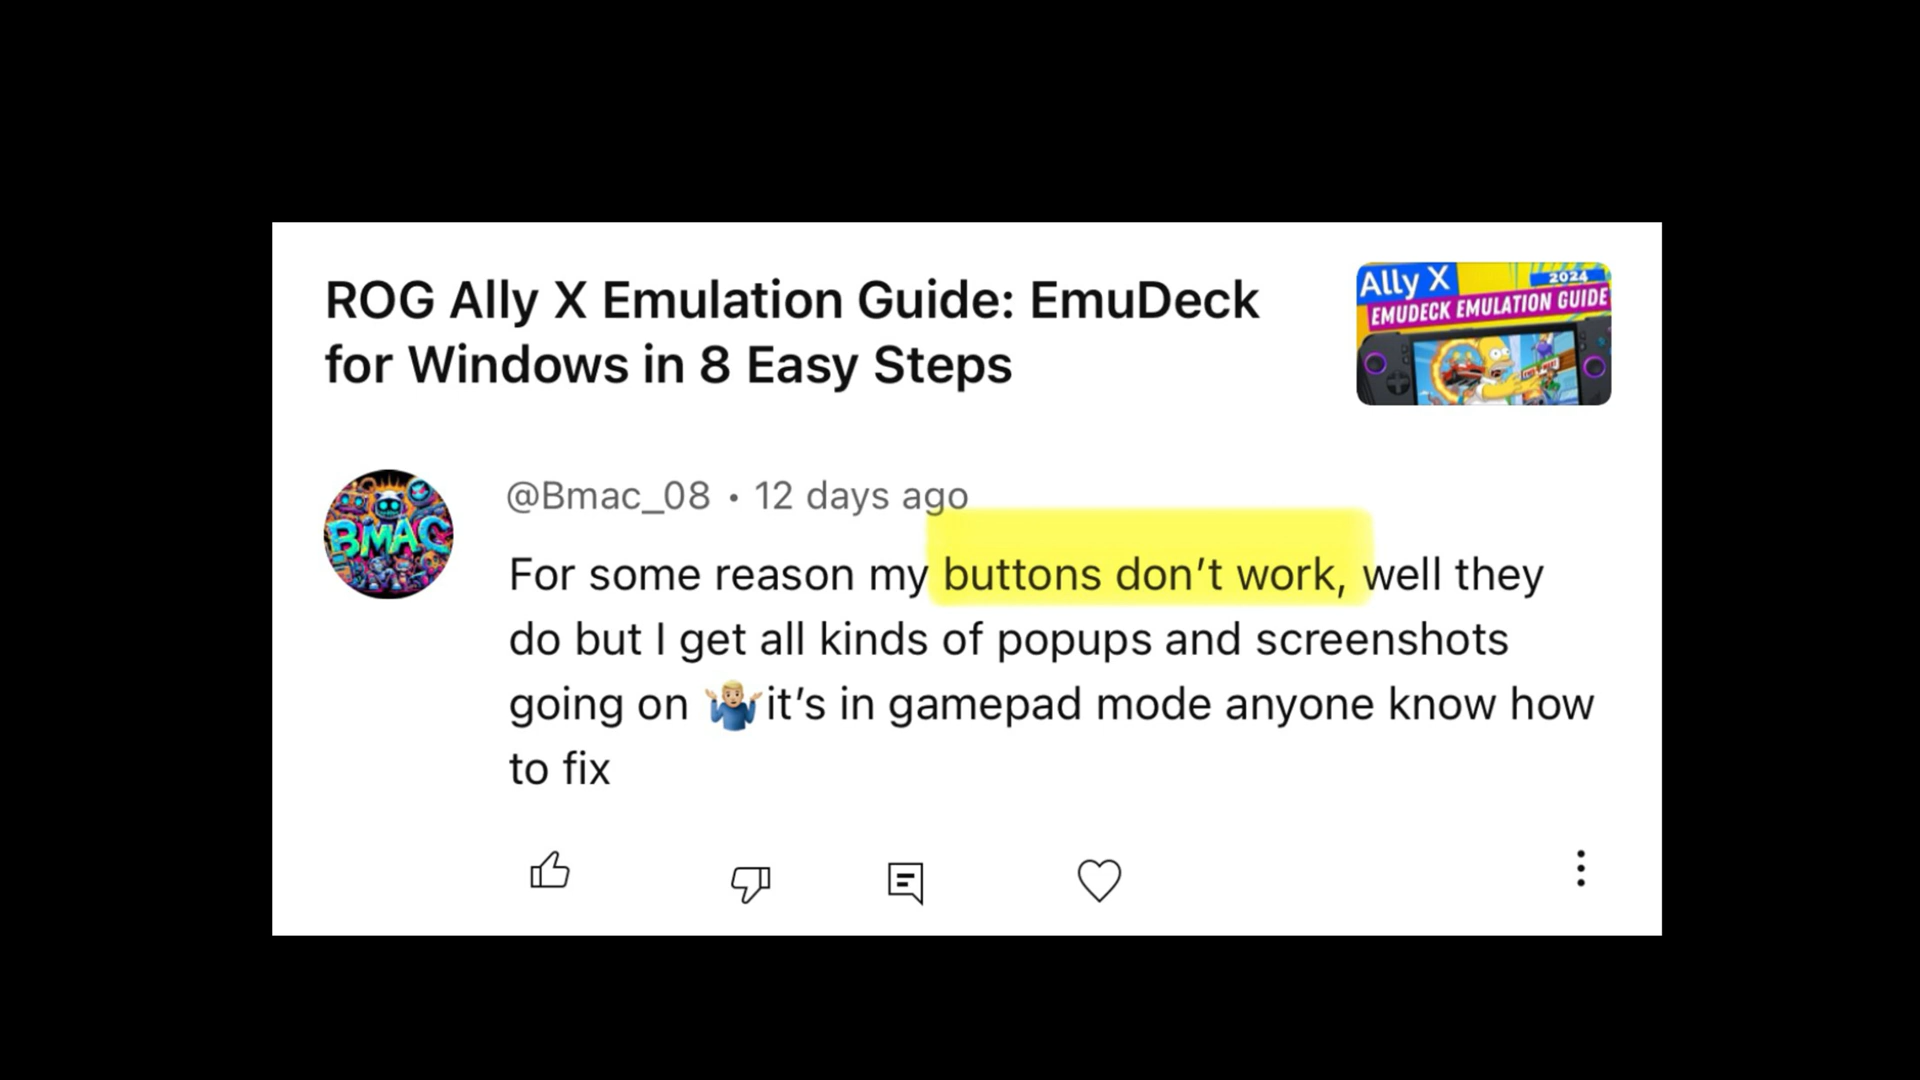 ROG Ally X Emulation Guide: EmuDeck
for Windows in 8 Easy Steps
Ally X
2024
EMUDECK EMULATION GUIDE
BMAC
@Bmac_08 • 12 days ago
For some reason my buttons don’t work, well they
do but I get all kinds of popups and screenshots
going on 🤷🏼‍♂️it’s in gamepad mode anyone know how
to fix